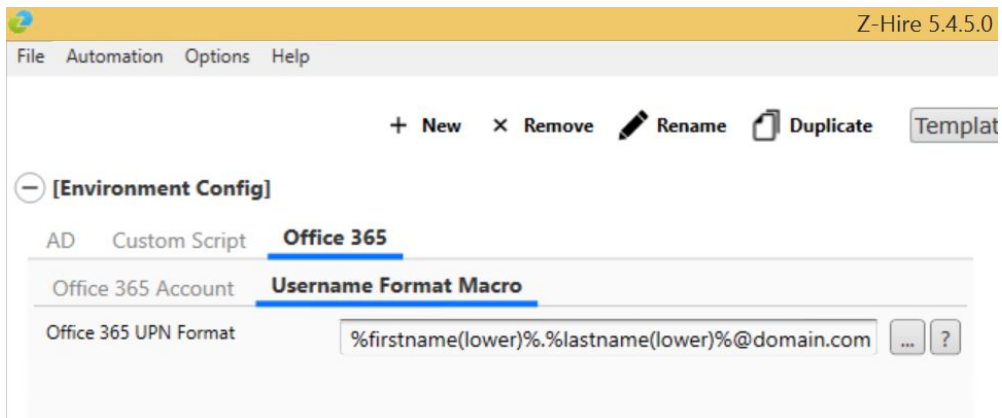 Z-Hire 5.4.5.0
File Automation Options Help
+ New × Remove Rename Duplicate Templat
[Environment Config]
AD Custom Script Office 365
Office 365 Account Username Format Macro
Office 365 UPN Format %firstname(lower)%.%lastname(lower)%@domain.com ... ?